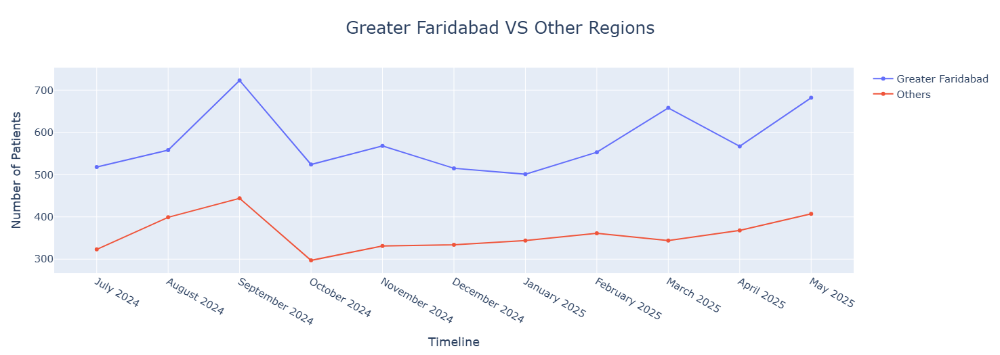 Greater Faridabad VS Other Regions
Greater Faridabad
Others
Number of Patients
700
600
500
400
300
July 2024
August 2024
September 2024
October 2024
November 2024
December 2024
January 2025
February 2025
March 2025
April 2025
May 2025
Timeline